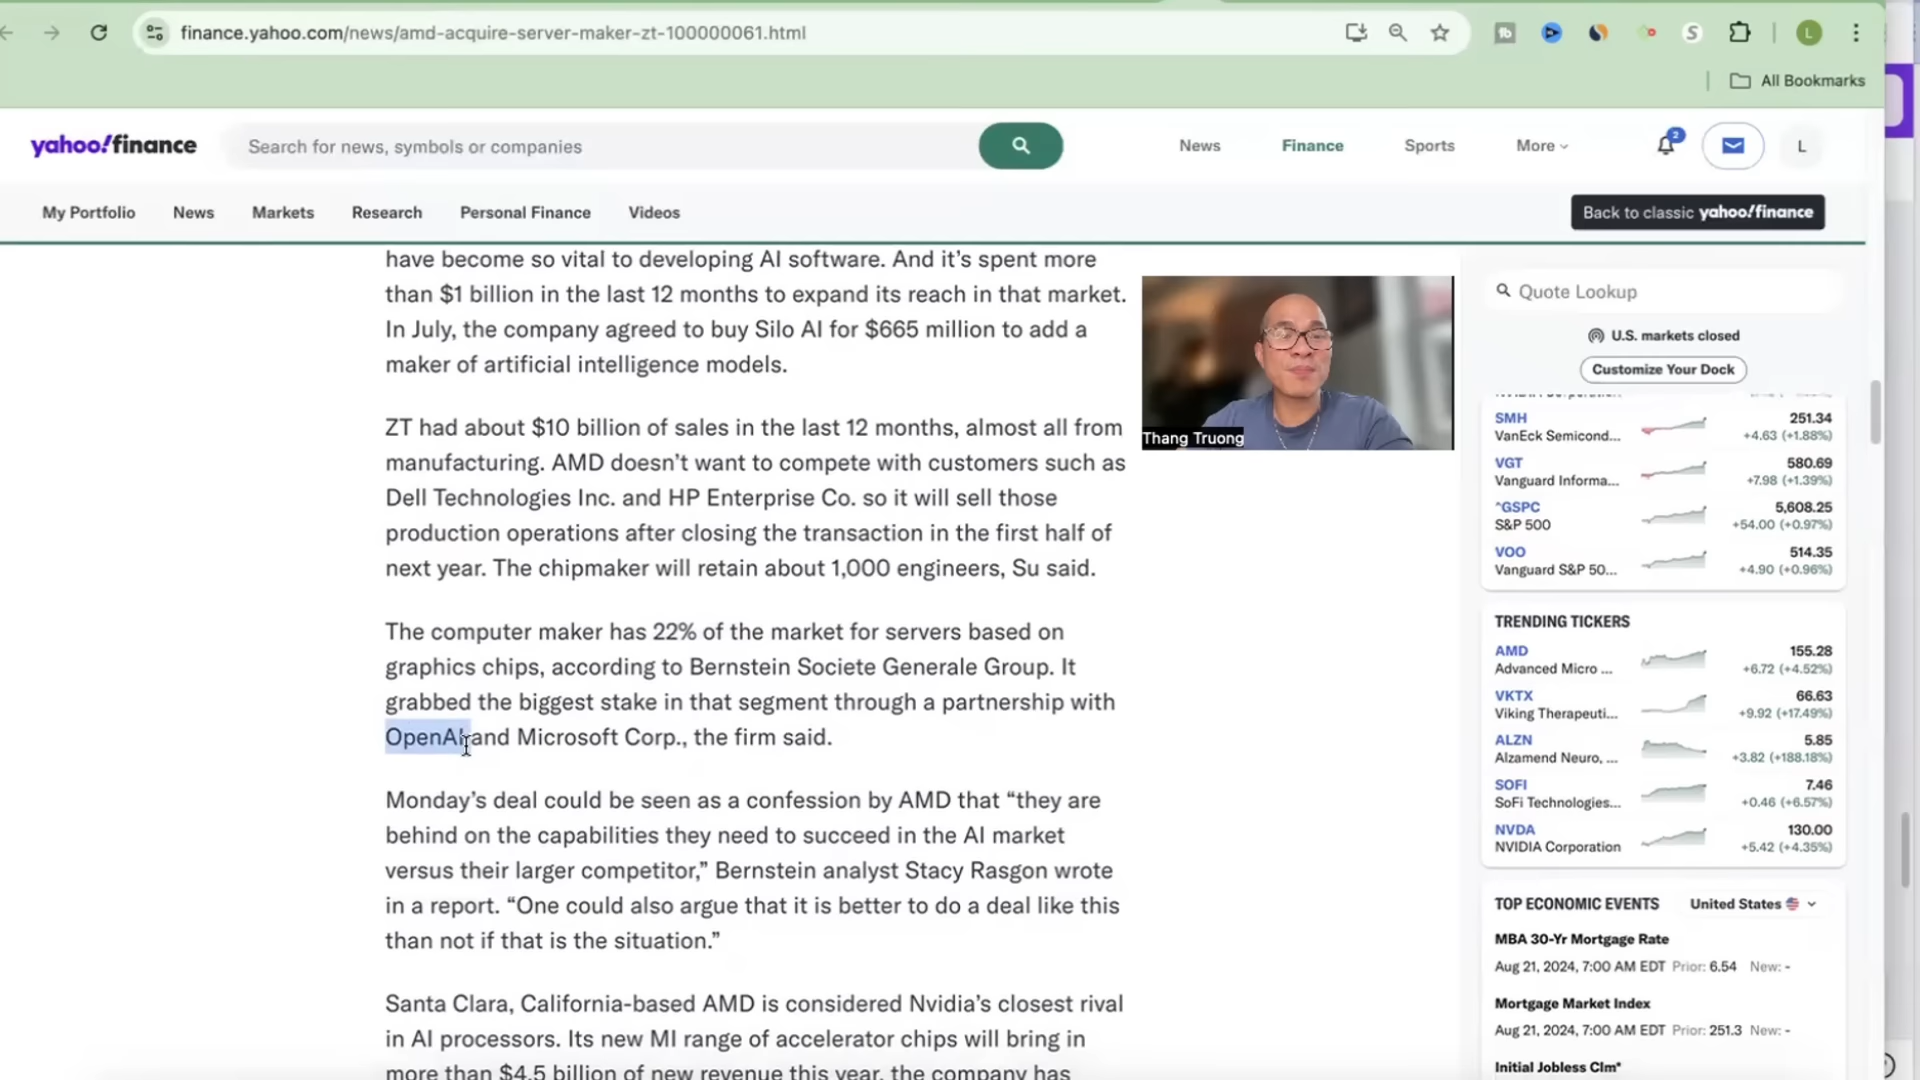 finance.yahoo.com/news/amd-acquire-server-maker-zt-100000061.html
tb
S
L
All Bookmarks
yahoo!finance
Search for news, symbols or companies
News
Finance
Sports
More
2
L
My Portfolio
News
Markets
Research
Personal Finance
Videos
Back to classic yahoo!finance
have become so vital to developing AI software. And it’s spent more
than $1 billion in the last 12 months to expand its reach in that market.
In July, the company agreed to buy Silo AI for $665 million to add a
maker of artificial intelligence models.
ZT had about $10 billion of sales in the last 12 months, almost all from
manufacturing. AMD doesn’t want to compete with customers such as
Dell Technologies Inc. and HP Enterprise Co. so it will sell those
production operations after closing the transaction in the first half of
next year. The chipmaker will retain about 1,000 engineers, Su said.
The computer maker has 22% of the market for servers based on
graphics chips, according to Bernstein Societe Generale Group. It
grabbed the biggest stake in that segment through a partnership with
OpenAI and Microsoft Corp., the firm said.
Monday’s deal could be seen as a confession by AMD that “they are
behind on the capabilities they need to succeed in the AI market
versus their larger competitor,” Bernstein analyst Stacy Rasgon wrote
in a report. “One could also argue that it is better to do a deal like this
than not if that is the situation.”
Santa Clara, California-based AMD is considered Nvidia’s closest rival
in AI processors. Its new MI range of accelerator chips will bring in
more than $4.5 billion of new revenue this year, the company has
Thang Truong
Quote Lookup
U.S. markets closed
Customize Your Dock
SMH 251.34
VanEck Semicond... +4.63 (+1.88%)
VGT 580.69
Vanguard Informa... +7.98 (+1.39%)
^GSPC 5,608.25
S&P 500 +54.00 (+0.97%)
VOO 514.35
Vanguard S&P 50... +4.90 (+0.96%)
TRENDING TICKERS
AMD 155.28
Advanced Micro ... +6.72 (+4.52%)
VKTX 66.63
Viking Therapeuti... +9.92 (+17.49%)
ALZN 5.85
Alzamend Neuro, ... +3.82 (+188.18%)
SOFI 7.46
SoFi Technologies... +0.46 (+6.57%)
NVDA 130.00
NVIDIA Corporation +5.42 (+4.35%)
TOP ECONOMIC EVENTS United States
MBA 30-Yr Mortgage Rate
Aug 21, 2024, 7:00 AM EDT Prior: 6.54 New: -
Mortgage Market Index
Aug 21, 2024, 7:00 AM EDT Prior: 251.3 New: -
Initial Jobless Clm*